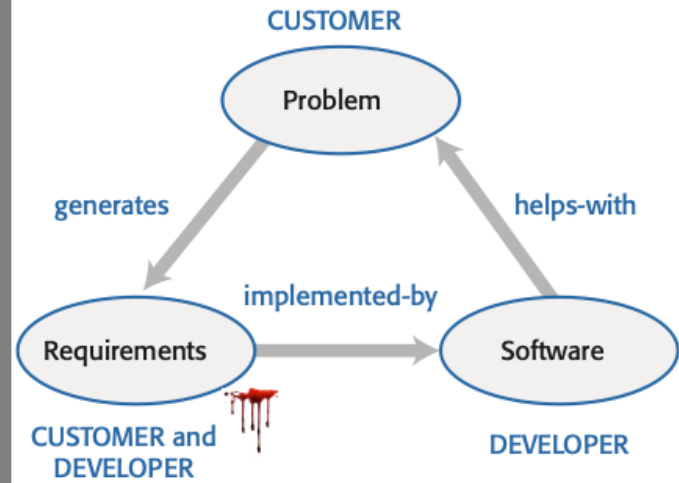 CUSTOMER
Problem
generates
helps-with
implemented-by
Requirements
Software
CUSTOMER and
DEVELOPER
DEVELOPER